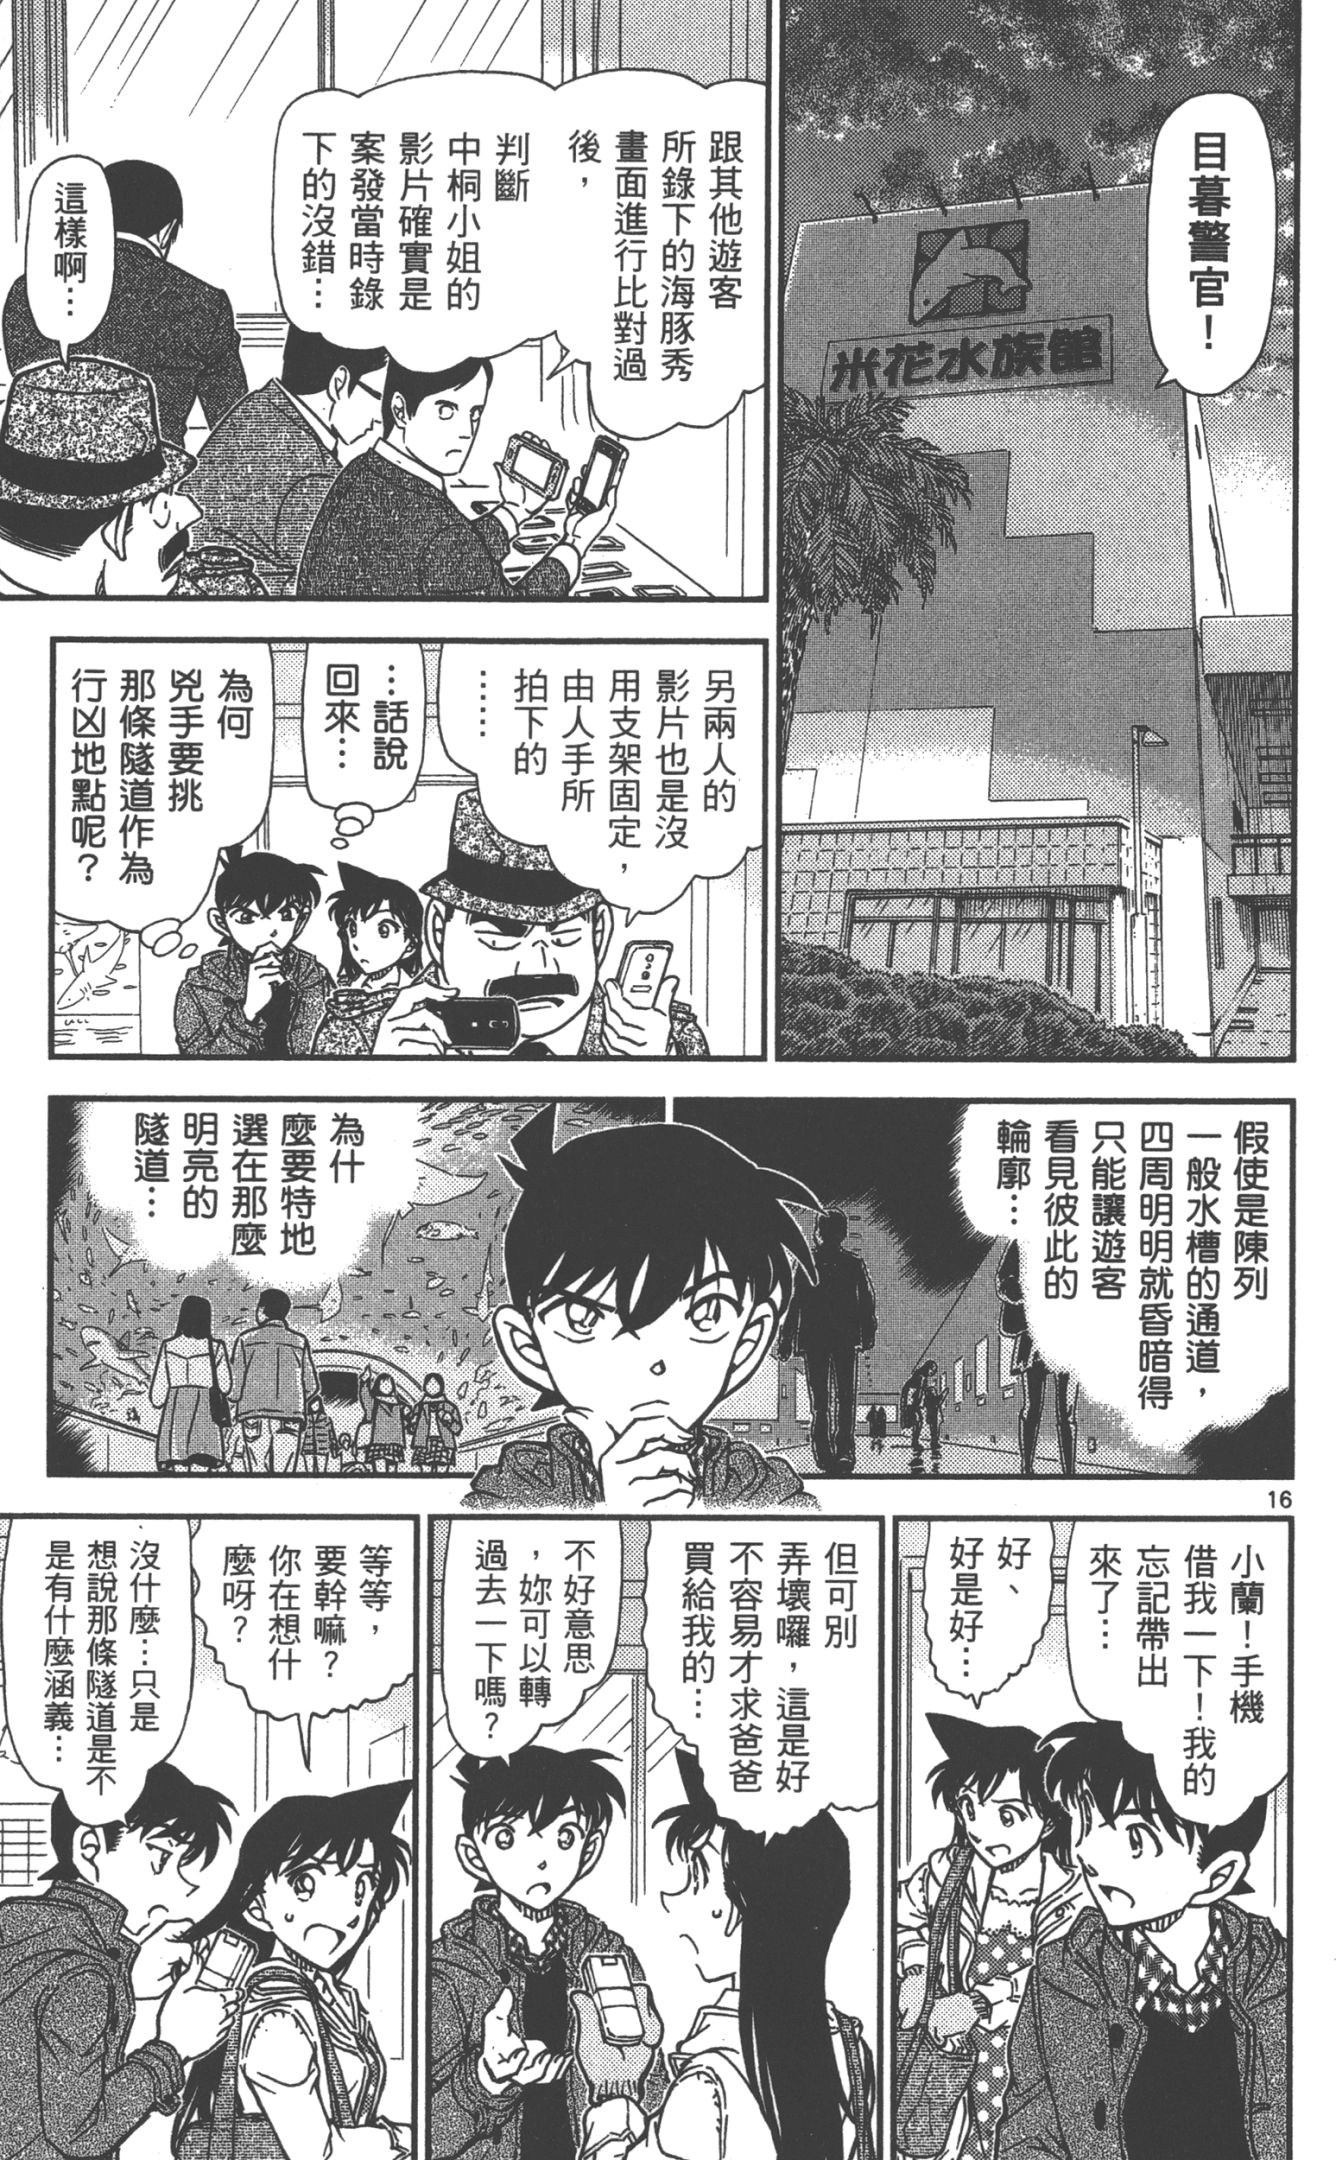 目暮警官！
米花水族館
跟其他遊客
所錄下的海豚秀
畫面進行比對過
後，
判斷
中桐小姐的
影片確實是
案發當時錄
下的沒錯…
這樣啊…
另兩人的
影片也是沒
用支架固定，
由人手所
拍下的
……
…話說
回來…
為何
兇手要挑
那條隧道作為
行凶地點呢？
假使是陳列
一般水槽的通道，
四周明明就昏暗得
只能讓遊客
看見彼此的
輪廓…
為什
麼要特地
選在那麼
明亮的
隧道…
16
小蘭！手機
借我一下！我的
忘記帶出
來了…
好、
好是好…
但可別
弄壞囉，這是好
不容易才求爸爸
買給我的…
不好意思
，妳可以轉
過去一下嗎？
等等，
要幹嘛？
你在想什
麼呀？
沒什麼…只是
想說那條隧道是不
是有什麼涵義…